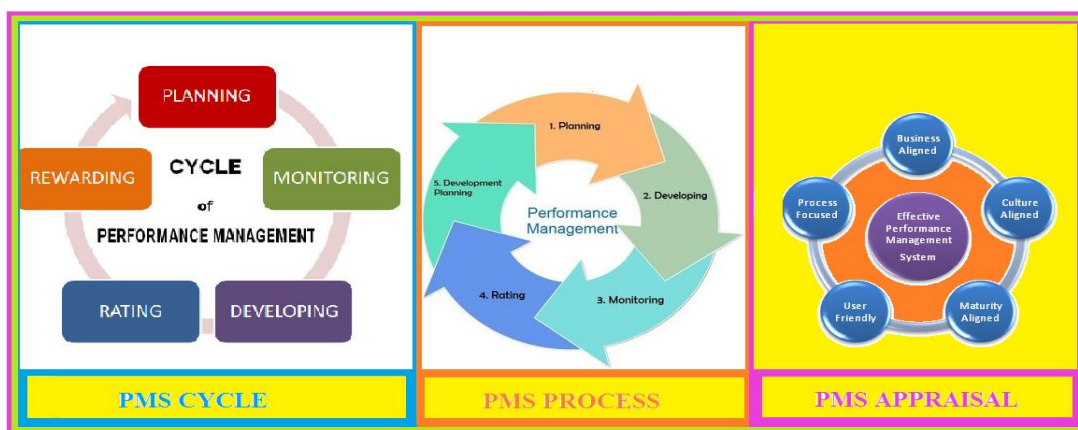 PLANNING
REWARDING
CYCLE
of
PERFORMANCE MANAGEMENT
MONITORING
RATING
DEVELOPING
PMS CYCLE
1. Planning
2. Developing
3. Monitoring
4. Rating
5. Development
Planning
Performance
Management
PMS PROCESS
Business
Aligned
Culture
Aligned
Maturity
Aligned
User
Friendly
Process
Focused
Effective
Performance
Management
System
PMS APPRAISAL